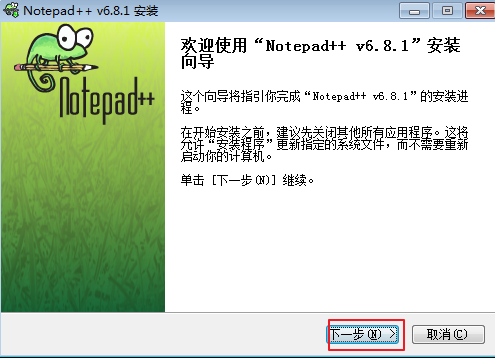 Notepad++ v6.8.1 安装
Notepad++
欢迎使用“Notepad++ v6.8.1”安装
向导
这个向导将指引你完成“Notepad++ v6.8.1”的安装进
程。
在开始安装之前，建议先关闭其他所有应用程序。这将
允许“安装程序”更新指定的系统文件，而不需要重新
启动你的计算机。
单击 [下一步(N)] 继续。
下一步(N) >
取消(C)